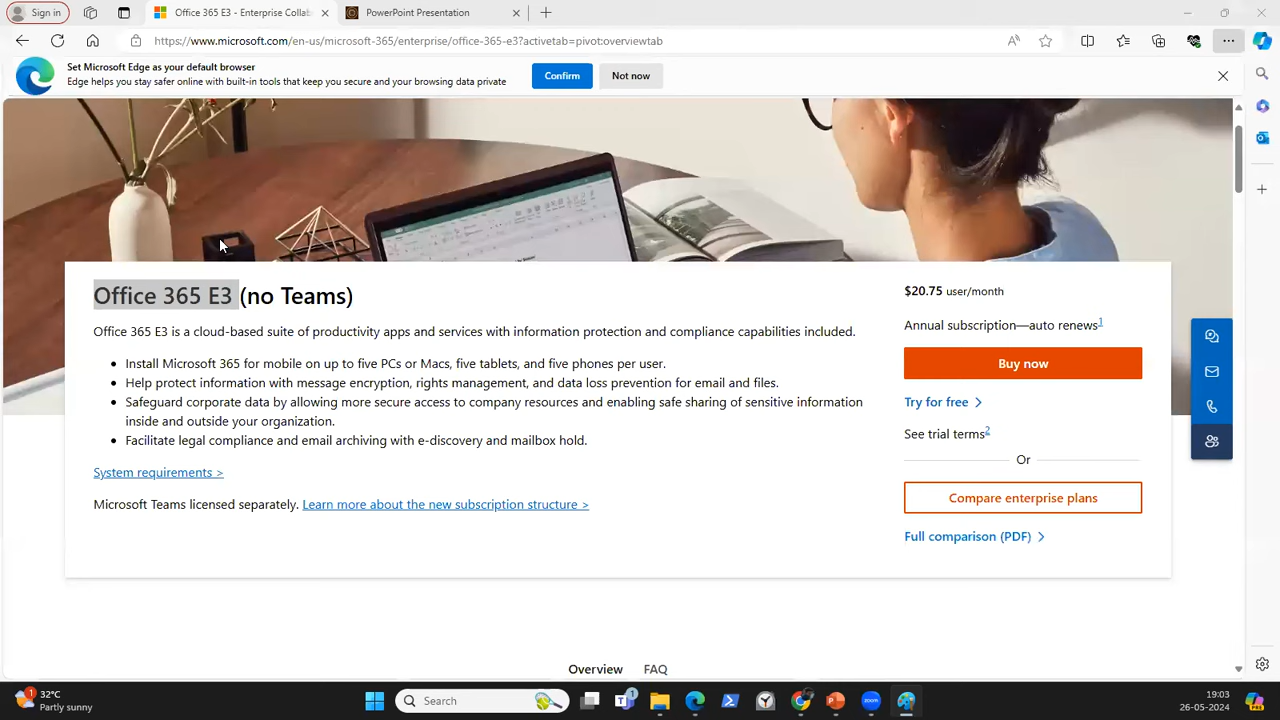 Sign in
Office 365 E3 - Enterprise Collab
PowerPoint Presentation
https://www.microsoft.com/en-us/microsoft-365/enterprise/office-365-e3?activetab=pivot:overviewtab
Set Microsoft Edge as your default browser
Edge helps you stay safer online with built-in tools that keep you secure and your browsing data private
Confirm
Not now
Office 365 E3 (no Teams)
Office 365 E3 is a cloud-based suite of productivity apps and services with information protection and compliance capabilities included.
• Install Microsoft 365 for mobile on up to five PCs or Macs, five tablets, and five phones per user.
• Help protect information with message encryption, rights management, and data loss prevention for email and files.
• Safeguard corporate data by allowing more secure access to company resources and enabling safe sharing of sensitive information
inside and outside your organization.
• Facilitate legal compliance and email archiving with e-discovery and mailbox hold.
System requirements >
Microsoft Teams licensed separately. Learn more about the new subscription structure >
$20.75 user/month
Annual subscription—auto renews1
Buy now
Try for free
See trial terms2
Or
Compare enterprise plans
Full comparison (PDF)
Overview
FAQ
1
32°C
Partly sunny
Search
1
zoom
19:03
26-05-2024